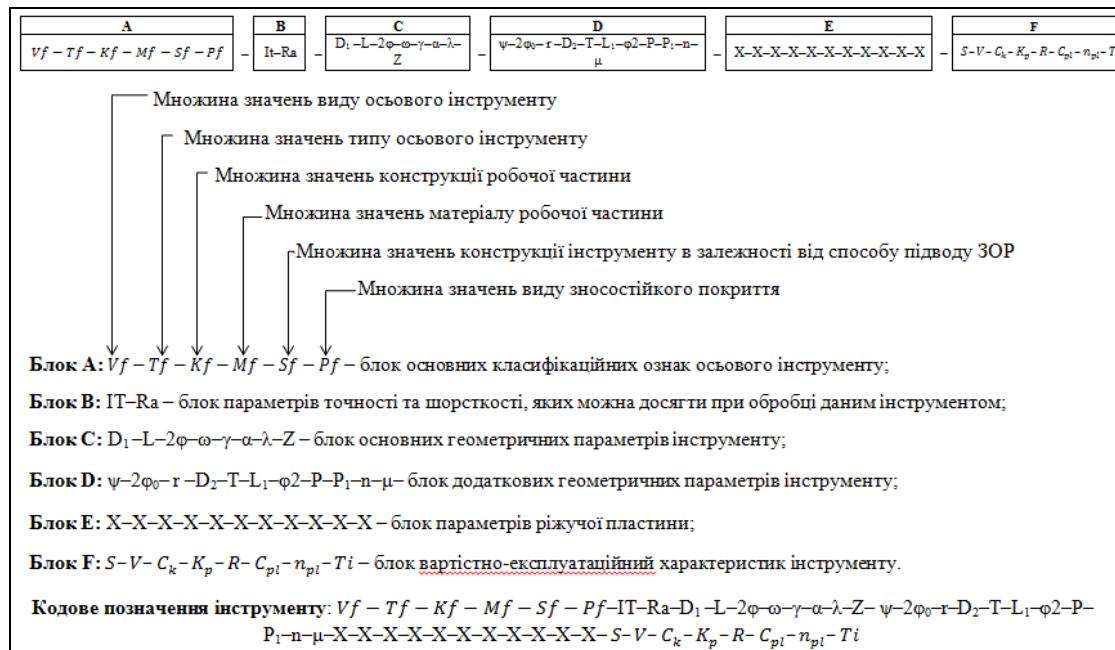 A B C D E F
Vf – Tf – Kf – Mf – Sf – Pf – It–Ra – D₁–L–2φ–ω–γ–α–λ– – ψ–2φ₀–r–D₂–T–L₁–φ2–P–P₁–n– – X–X–X–X–X–X–X–X–X–X–X – S-V-Cₖ-Kₚ-R-Cₚₗ-nₚₗ-T
Z μ
Множина значень виду осьового інструменту
Множина значень типу осьового інструменту
Множина значень конструкції робочої частини
Множина значень матеріалу робочої частини
Множина значень конструкції інструменту в залежності від способу підводу ЗОР
Множина значень виду зносостійкого покриття
Блок А: Vf – Tf – Kf – Mf – Sf – Pf – блок основних класифікаційних ознак осьового інструменту;
Блок В: IT–Ra – блок параметрів точності та шорсткості, яких можна досягти при обробці даним інструментом;
Блок С: D₁–L–2φ–ω–γ–α–λ–Z – блок основних геометричних параметрів інструменту;
Блок D: ψ–2φ₀–r –D₂–T–L₁–φ2–P–P₁–n–μ– блок додаткових геометричних параметрів інструменту;
Блок Е: X–X–X–X–X–X–X–X–X–X–X – блок параметрів ріжучої пластини;
Блок F: S- V- Cₖ-Kₚ- R- Cₚₗ-nₚₗ-Ti – блок вартістно-експлуатаційний характеристик інструменту.
Кодове позначення інструменту: Vf – Tf – Kf – Mf – Sf – Pf–IT–Ra–D₁–L–2φ–ω–γ–α–λ–Z– ψ–2φ₀–r–D₂–T–L₁–φ2–P–
P₁–n–μ–X–X–X–X–X–X–X–X–X–X–X– S-V- Cₖ-Kₚ-R- Cₚₗ-nₚₗ-Ti